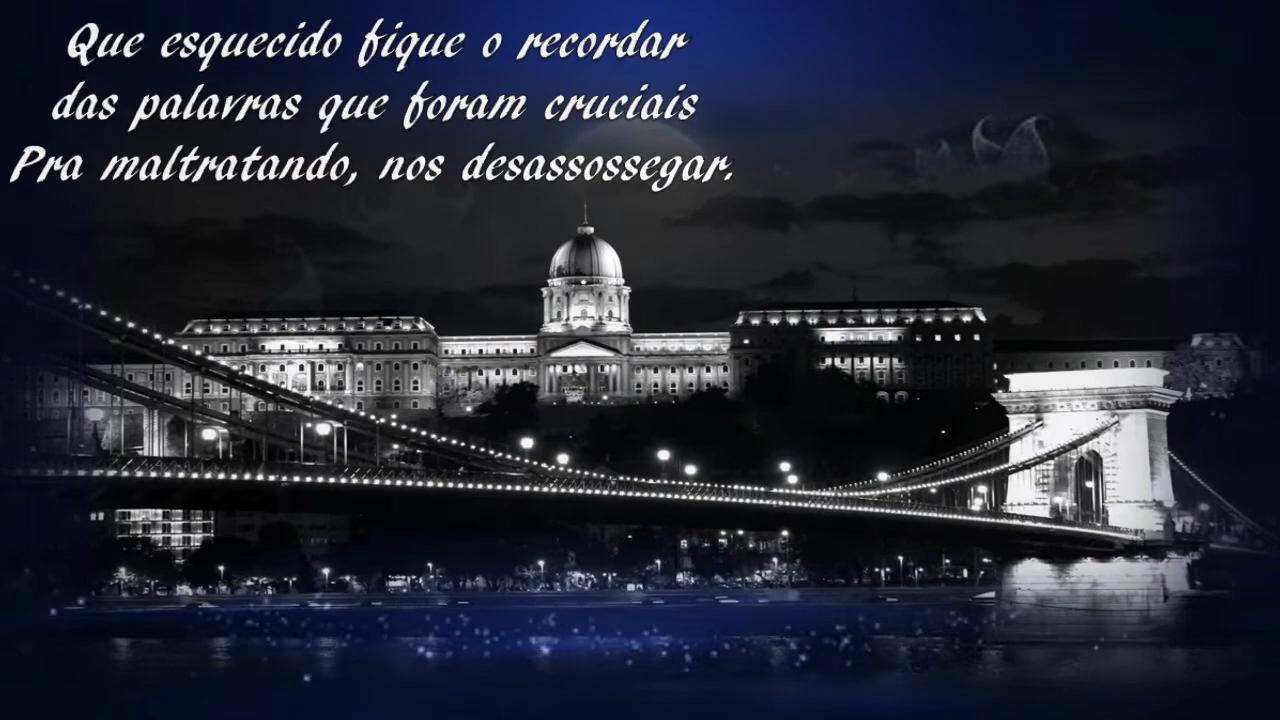 Que esquecido fique o recordar
das palavras que foram cruciais
Pra maltratando, nos desassossegar.